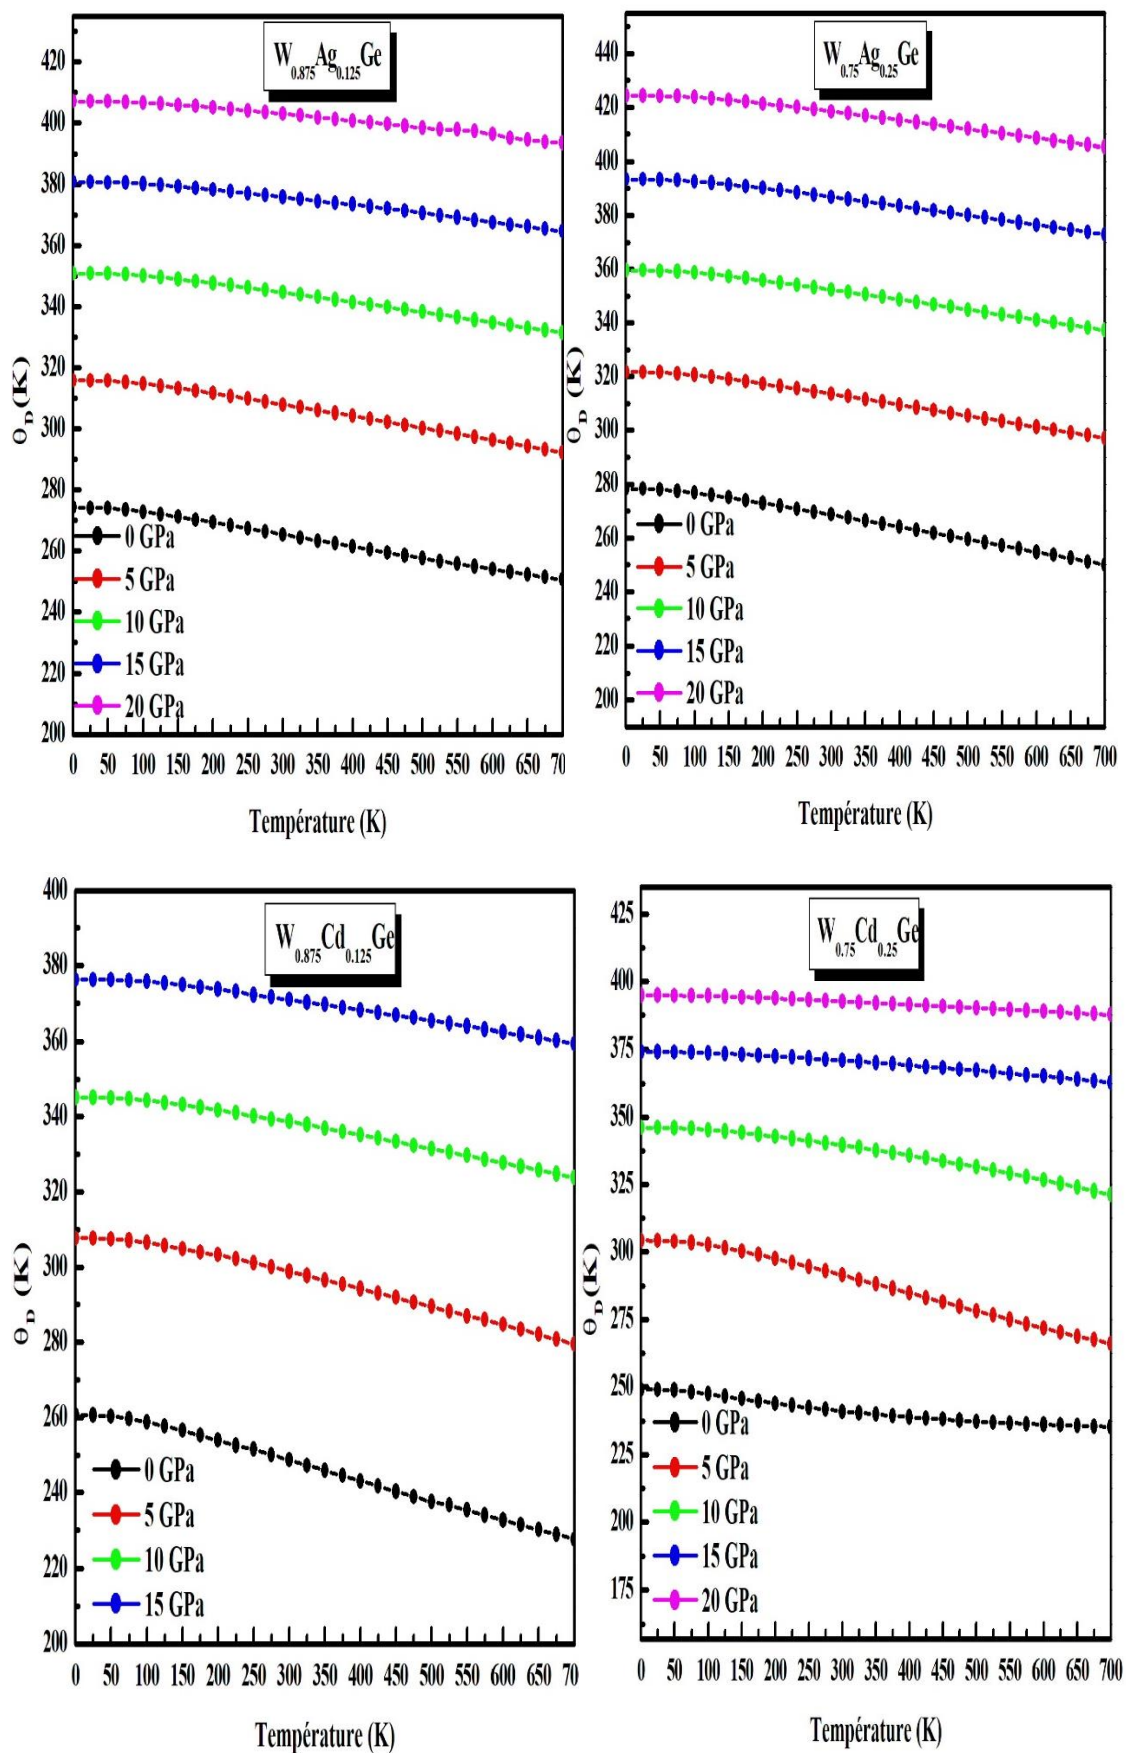 W0.875Ag0.125Ge
420
400
380
360
340
320
300
280
260
240
220
200
θD(K)
0 GPa
5 GPa
10 GPa
15 GPa
20 GPa
0 50 100 150 200 250 300 350 400 450 500 550 600 650 700
Température (K)
W0.75Ag0.25Ge
440
420
400
380
360
340
320
300
280
260
240
220
200
θD (K)
0 GPa
5 GPa
10 GPa
15 GPa
20 GPa
0 50 100 150 200 250 300 350 400 450 500 550 600 650 700
Température (K)
W0.875Cd0.125Ge
400
380
360
340
320
300
280
260
240
220
200
θD (K)
0 GPa
5 GPa
10 GPa
15 GPa
0 50 100 150 200 250 300 350 400 450 500 550 600 650 70
Température (K)
W0.75Cd0.25Ge
425
400
375
350
325
300
275
250
225
200
175
θD(K)
0 GPa
5 GPa
10 GPa
15 GPa
20 GPa
0 50 100 150 200 250 300 350 400 450 500 550 600 650 700
Température (K)